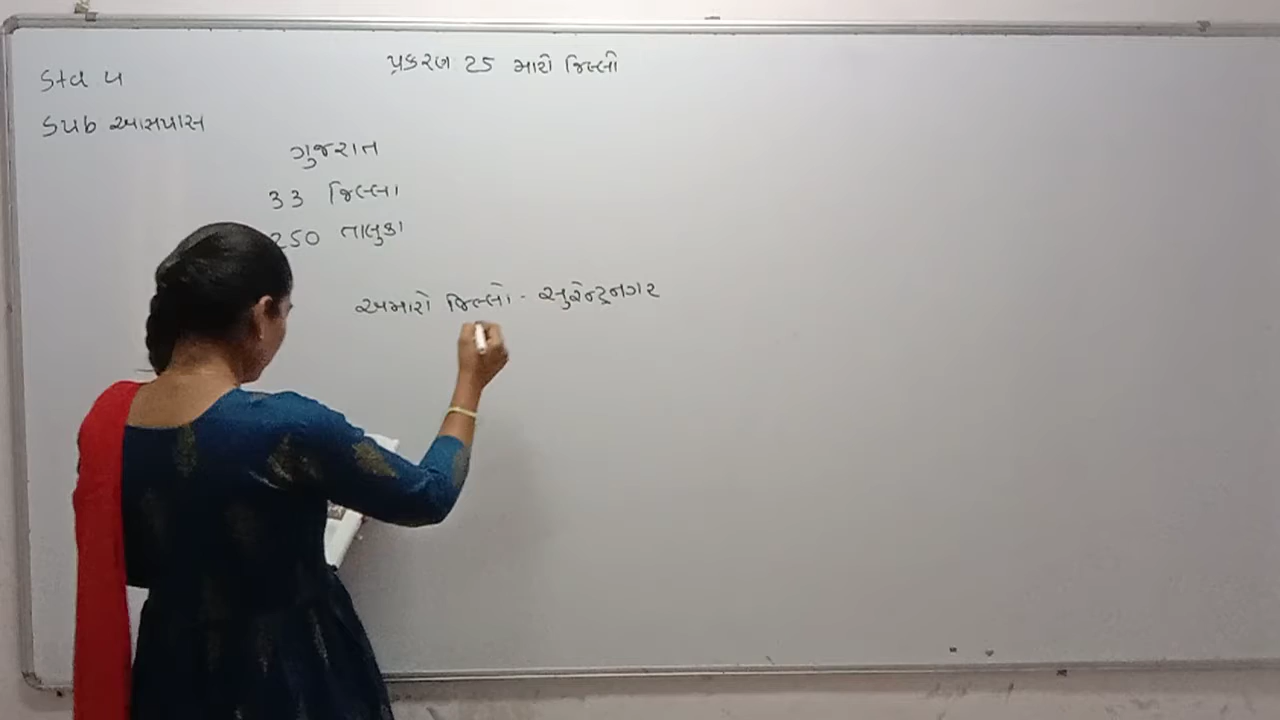 પ્રકરણ 25 મારો જિલ્લો
Std ૫
Sub આસપાસ
ગુજરાત
33 જિલ્લા
250 તાલુકા
અમારો જિલ્લો - સુરેન્દ્રનગર